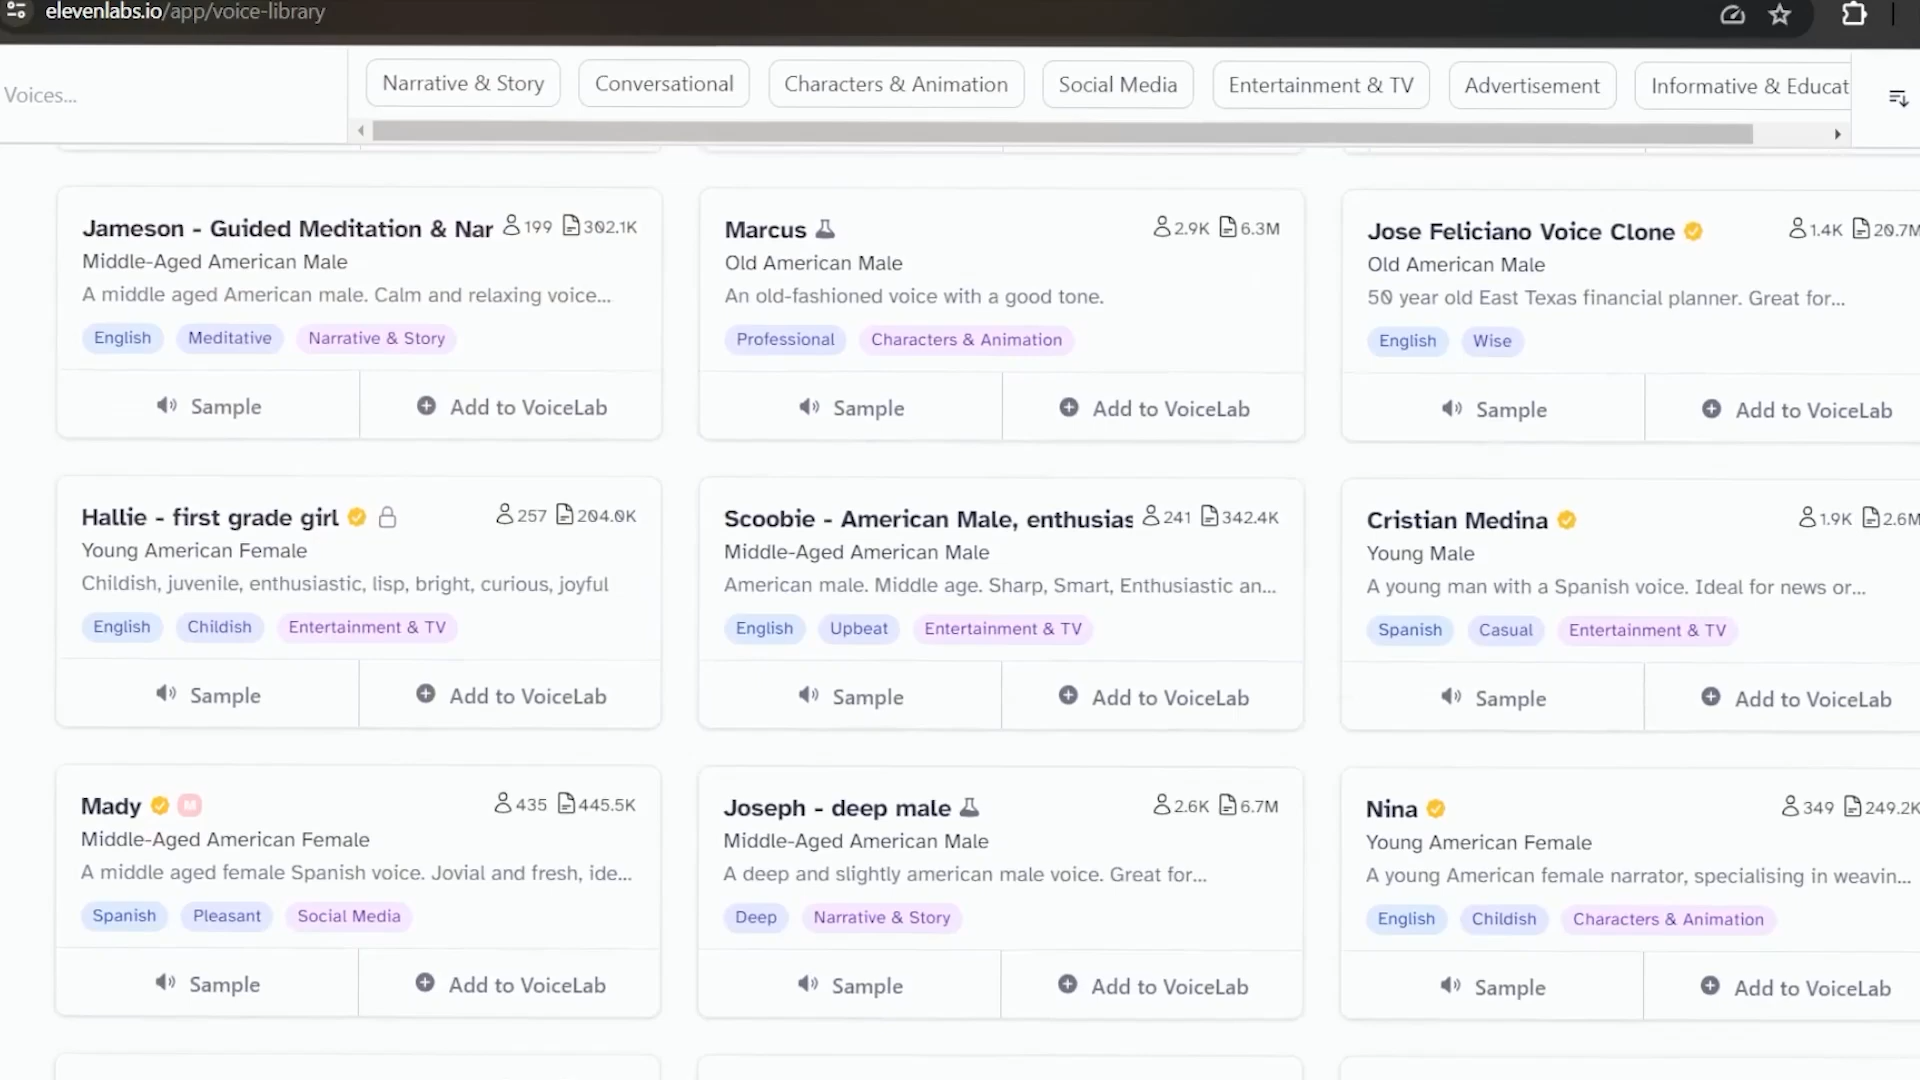 elevenlabs.io/app/voice-library
Voices...
Narrative & Story
Conversational
Characters & Animation
Social Media
Entertainment & TV
Advertisement
Informative & Educat
Jameson - Guided Meditation & Nar 199 302.1K
Middle-Aged American Male
A middle aged American male. Calm and relaxing voice...
English Meditative Narrative & Story
Sample Add to VoiceLab
Marcus 2.9K 6.3M
Old American Male
An old-fashioned voice with a good tone.
Professional Characters & Animation
Sample Add to VoiceLab
Jose Feliciano Voice Clone 1.4K 20.7M
Old American Male
50 year old East Texas financial planner. Great for...
English Wise
Sample Add to VoiceLab
Hallie - first grade girl 257 204.0K
Young American Female
Childish, juvenile, enthusiastic, lisp, bright, curious, joyful
English Childish Entertainment & TV
Sample Add to VoiceLab
Scoobie - American Male, enthusias 241 342.4K
Middle-Aged American Male
American male. Middle age. Sharp, Smart, Enthusiastic an...
English Upbeat Entertainment & TV
Sample Add to VoiceLab
Cristian Medina 1.9K 2.6M
Young Male
A young man with a Spanish voice. Ideal for news or...
Spanish Casual Entertainment & TV
Sample Add to VoiceLab
Mady M 435 445.5K
Middle-Aged American Female
A middle aged female Spanish voice. Jovial and fresh, ide...
Spanish Pleasant Social Media
Sample Add to VoiceLab
Joseph - deep male 2.6K 6.7M
Middle-Aged American Male
A deep and slightly american male voice. Great for...
Deep Narrative & Story
Sample Add to VoiceLab
Nina 349 249.2K
Young American Female
A young American female narrator, specialising in weavin...
English Childish Characters & Animation
Sample Add to VoiceLab